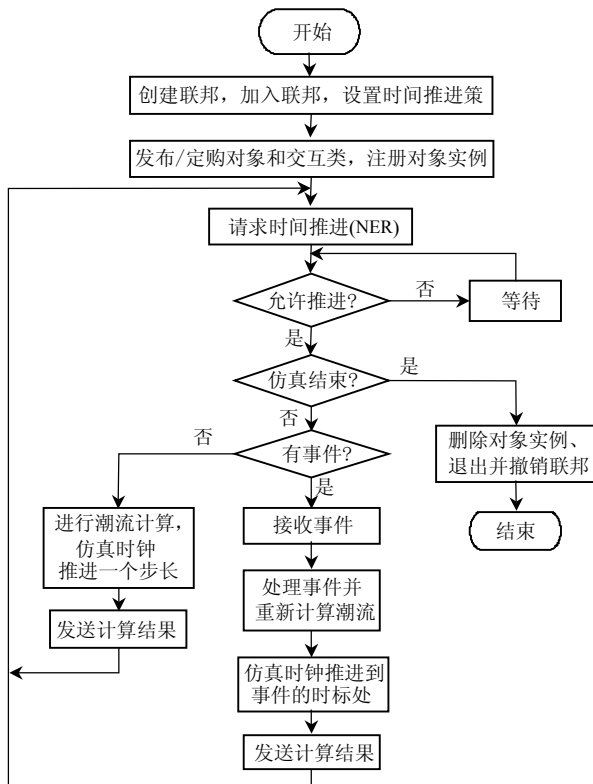 开始
创建联邦，加入联邦，设置时间推进策
发布/定购对象和交互类，注册对象实例
请求时间推进(NER)
允许推进?
否
等待
是
仿真结束?
是
否
否
有事件?
删除对象实例、
退出并撤销联邦
是
进行潮流计算，
仿真时钟
推进一个步长
接收事件
结束
处理事件并
重新计算潮流
发送计算结果
仿真时钟推进到
事件的时标处
发送计算结果